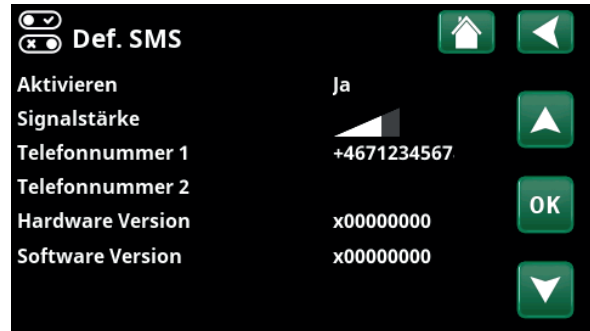 Def. SMS
Aktivieren Ja
Signalstärke
Telefonnummer 1 +4671234567
Telefonnummer 2
Hardware Version x00000000
OK
Software Version x00000000